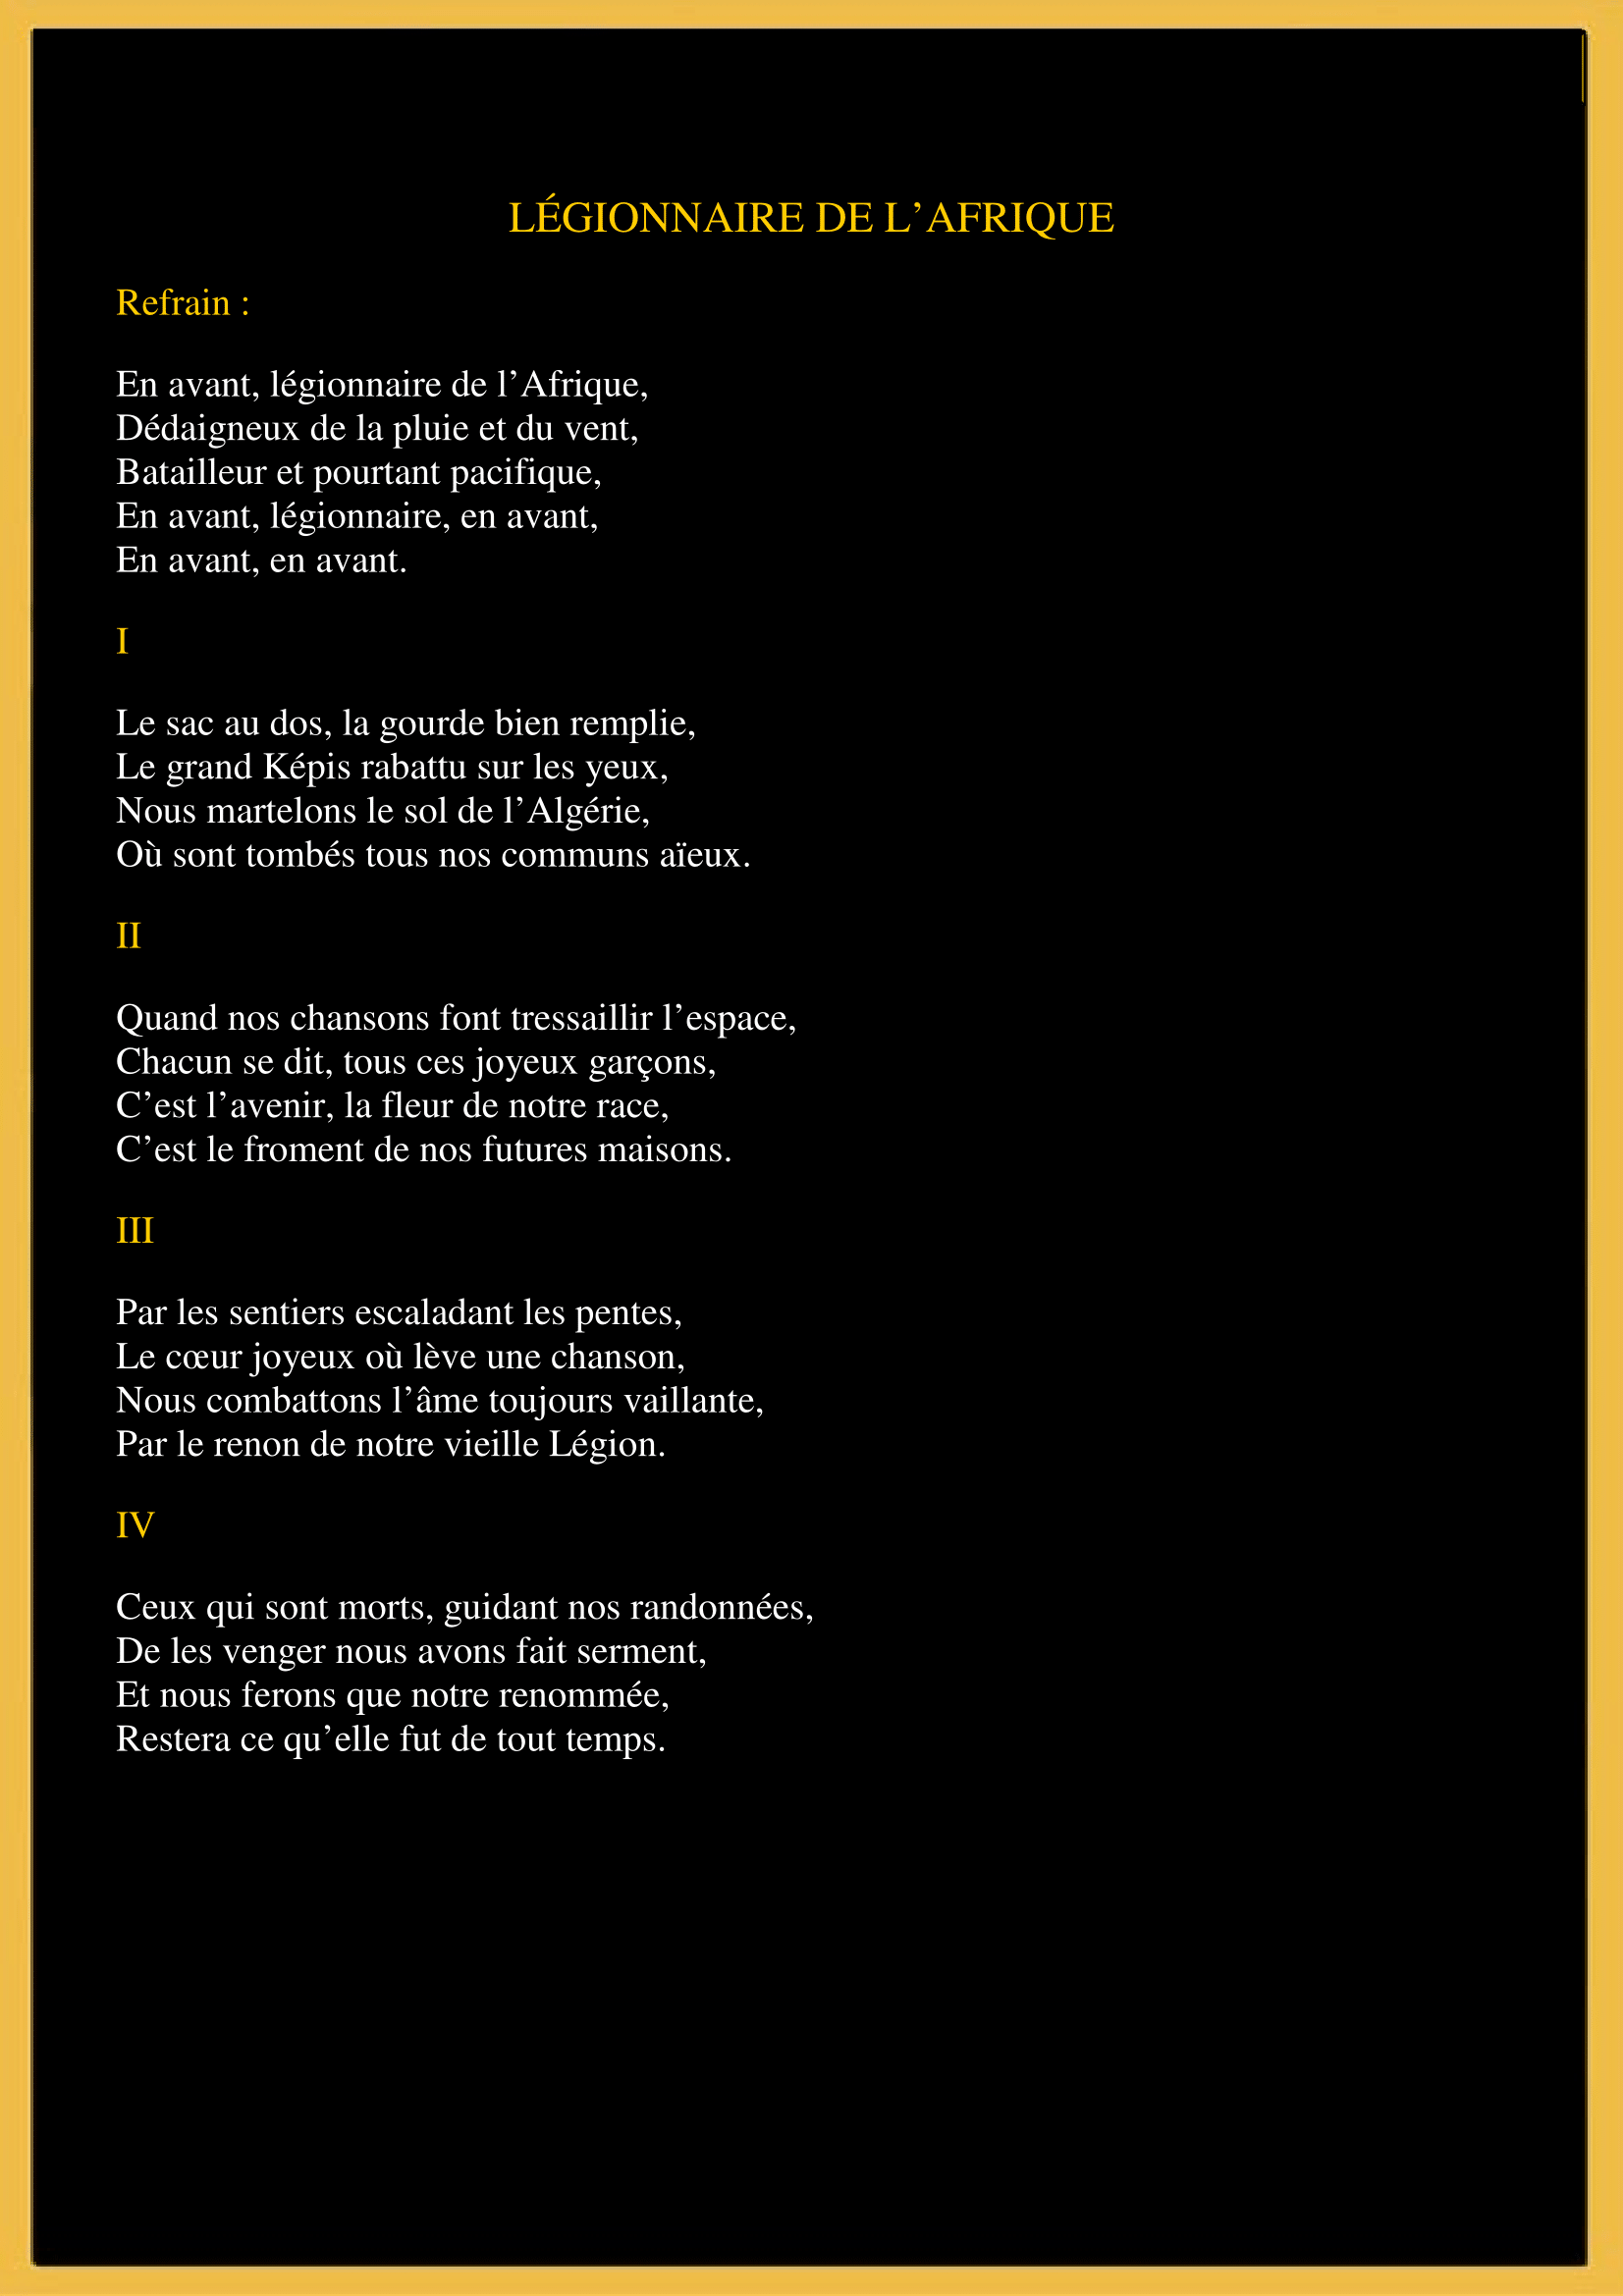 LÉGIONNAIRE DE L’AFRIQUE
Refrain :
En avant, légionnaire de l’Afrique,
Dédaigneux de la pluie et du vent,
Batailleur et pourtant pacifique,
En avant, légionnaire, en avant,
En avant, en avant.
I
Le sac au dos, la gourde bien remplie,
Le grand Képis rabattu sur les yeux,
Nous martelons le sol de l’Algérie,
Où sont tombés tous nos communs aïeux.
II
Quand nos chansons font tressaillir l’espace,
Chacun se dit, tous ces joyeux garçons,
C’est l’avenir, la fleur de notre race,
C’est le froment de nos futures maisons.
III
Par les sentiers escaladant les pentes,
Le cœur joyeux où lève une chanson,
Nous combattons l’âme toujours vaillante,
Par le renon de notre vieille Légion.
IV
Ceux qui sont morts, guidant nos randonnées,
De les venger nous avons fait serment,
Et nous ferons que notre renommée,
Restera ce qu’elle fut de tout temps.